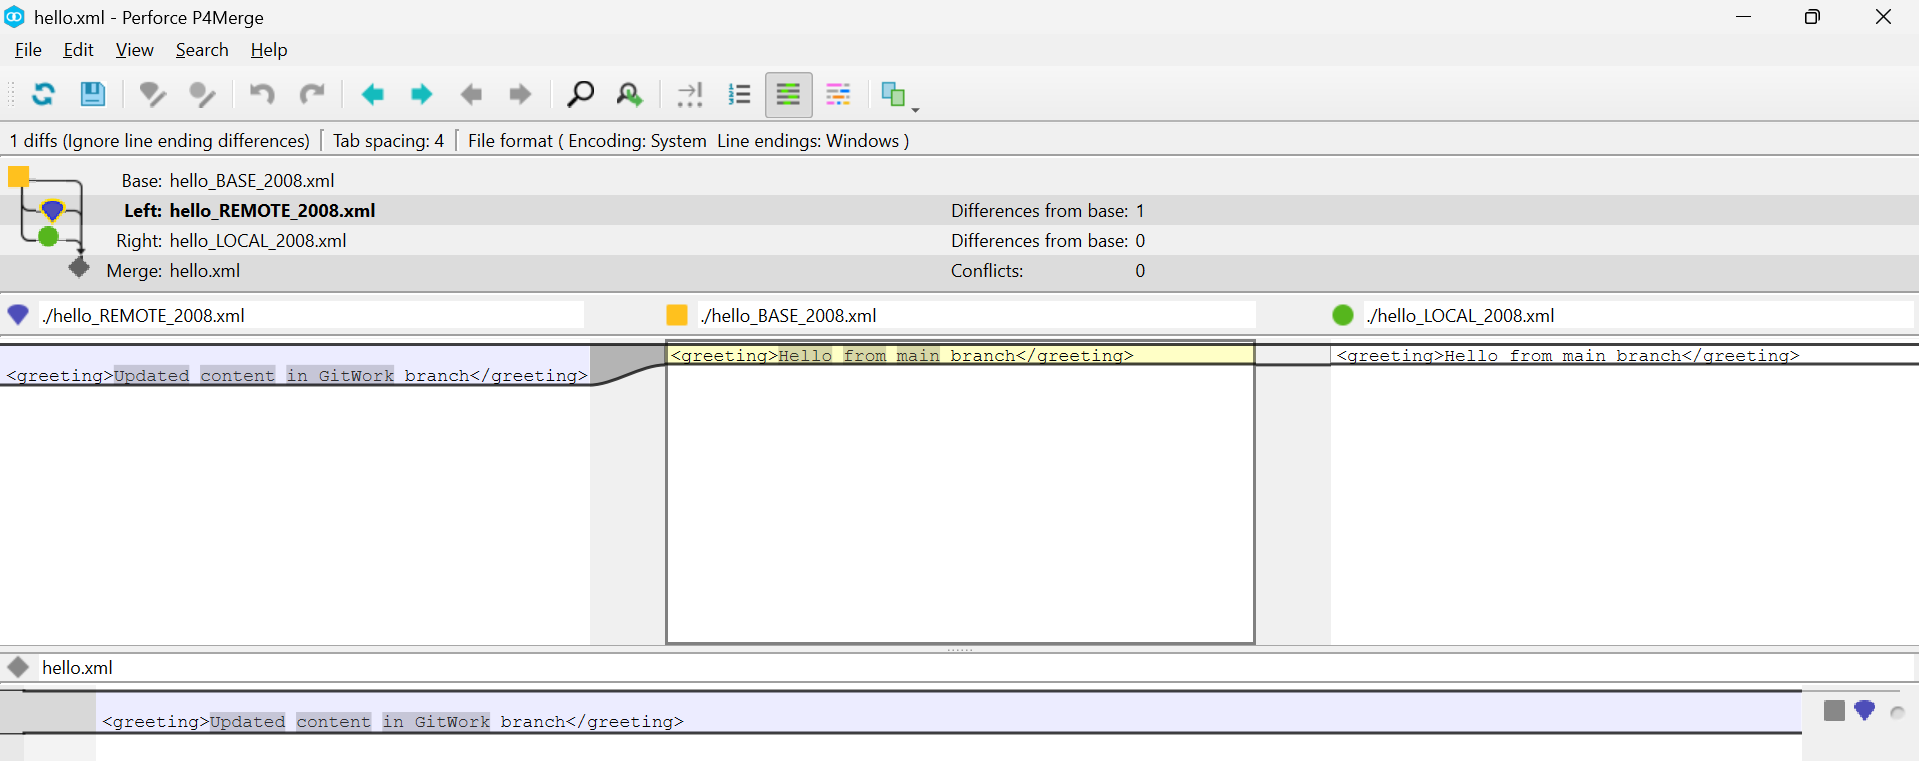 hello.xml - Perforce P4Merge
File Edit View Search Help
1 diffs (Ignore line ending differences) Tab spacing: 4 File format ( Encoding: System Line endings: Windows )
Base: hello_BASE_2008.xml
Left: hello_REMOTE_2008.xml Differences from base: 1
Right: hello_LOCAL_2008.xml Differences from base: 0
Merge: hello.xml Conflicts: 0
./hello_REMOTE_2008.xml ./hello_BASE_2008.xml ./hello_LOCAL_2008.xml
<greeting>Hello from main branch</greeting> <greeting>Hello from main branch</greeting>
<greeting>Updated content in GitWork branch</greeting>
hello.xml
<greeting>Updated content in GitWork branch</greeting>